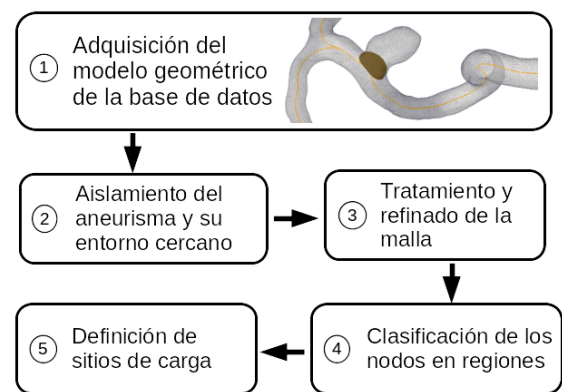 1
Adquisición del
modelo geométrico
de la base de datos
2
Aislamiento del
aneurisma y su
entorno cercano
3
Tratamiento y
refinado de la
malla
4
Clasificación de los
nodos en regiones
5
Definición de
sitios de carga